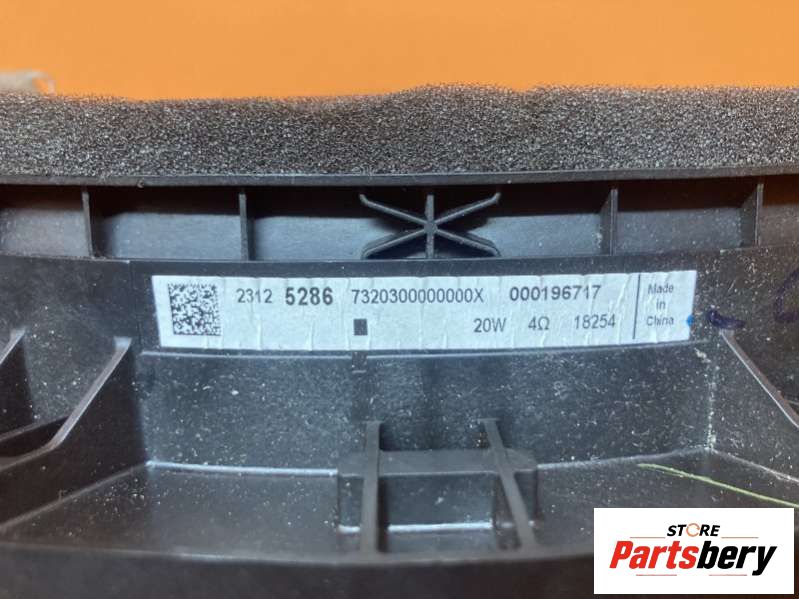 2312 5286 7320300000000X 000196717 Made in China
20W 4Ω 18254
STORE
Partsbery